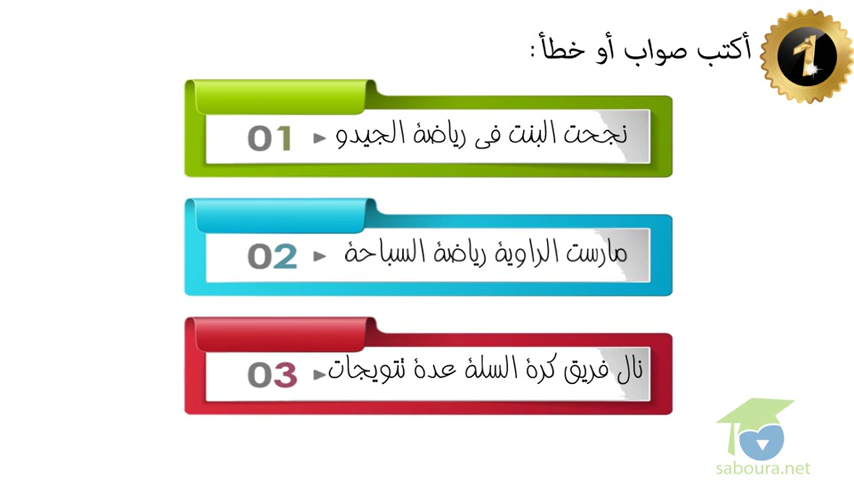 أكتب صواب أو خطأ:
1
01 نجحت البنت فى رياضة الجيدو
02 مارست الراوية رياضة السباحة
03 نال فريق كرة السلة عدة تتويجات
saboura.net